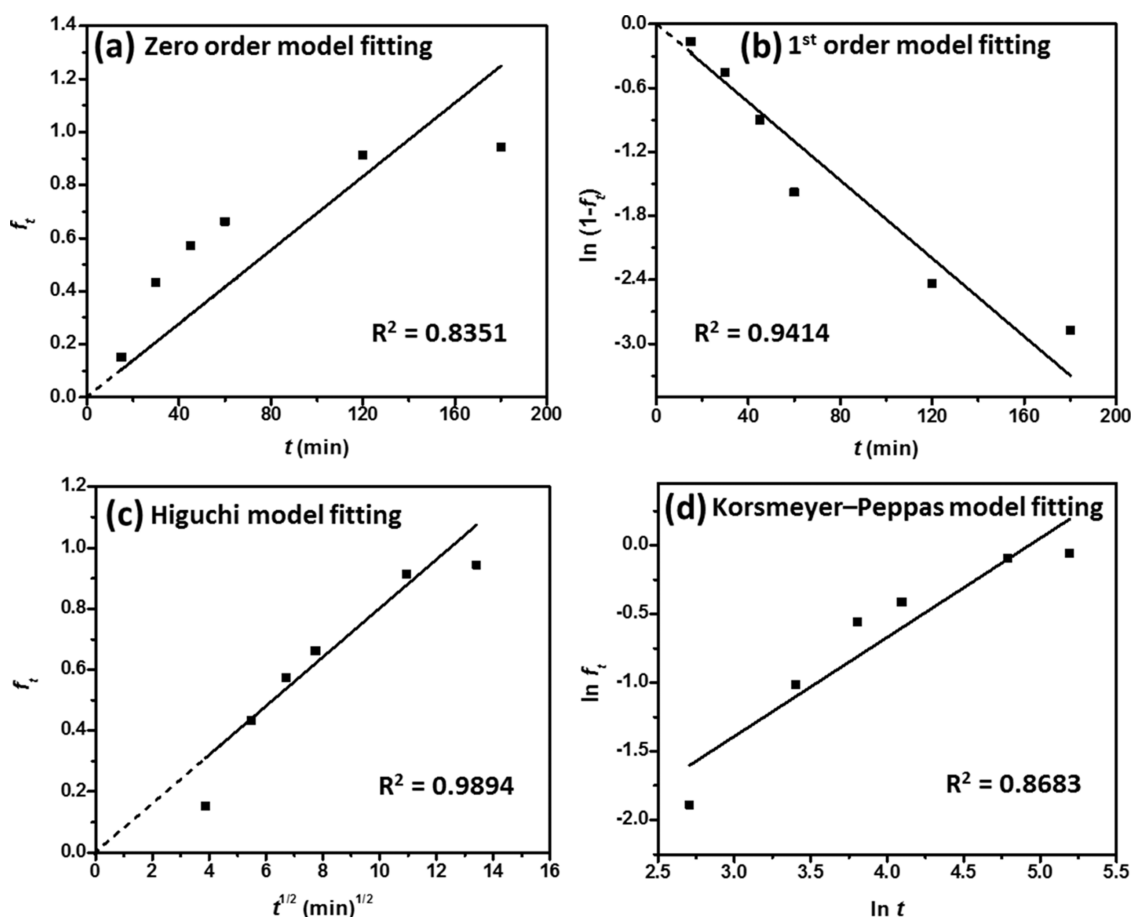 (a) Zero order model fitting
1.4
1.2
1.0
0.8
0.6
0.4
0.2
0.0
f_t
R² = 0.8351
0 40 80 120 160 200
t (min)
(b) 1st order model fitting
0.0
-0.6
-1.2
-1.8
-2.4
-3.0
ln (1-f_t)
R² = 0.9414
0 40 80 120 160 200
t (min)
(c) Higuchi model fitting
1.2
1.0
0.8
0.6
0.4
0.2
0.0
f_t
R² = 0.9894
0 2 4 6 8 10 12 14 16
t^1/2 (min)^1/2
(d) Korsmeyer–Peppas model fitting
0.0
-0.5
-1.0
-1.5
-2.0
ln f_t
R² = 0.8683
2.5 3.0 3.5 4.0 4.5 5.0 5.5
ln t